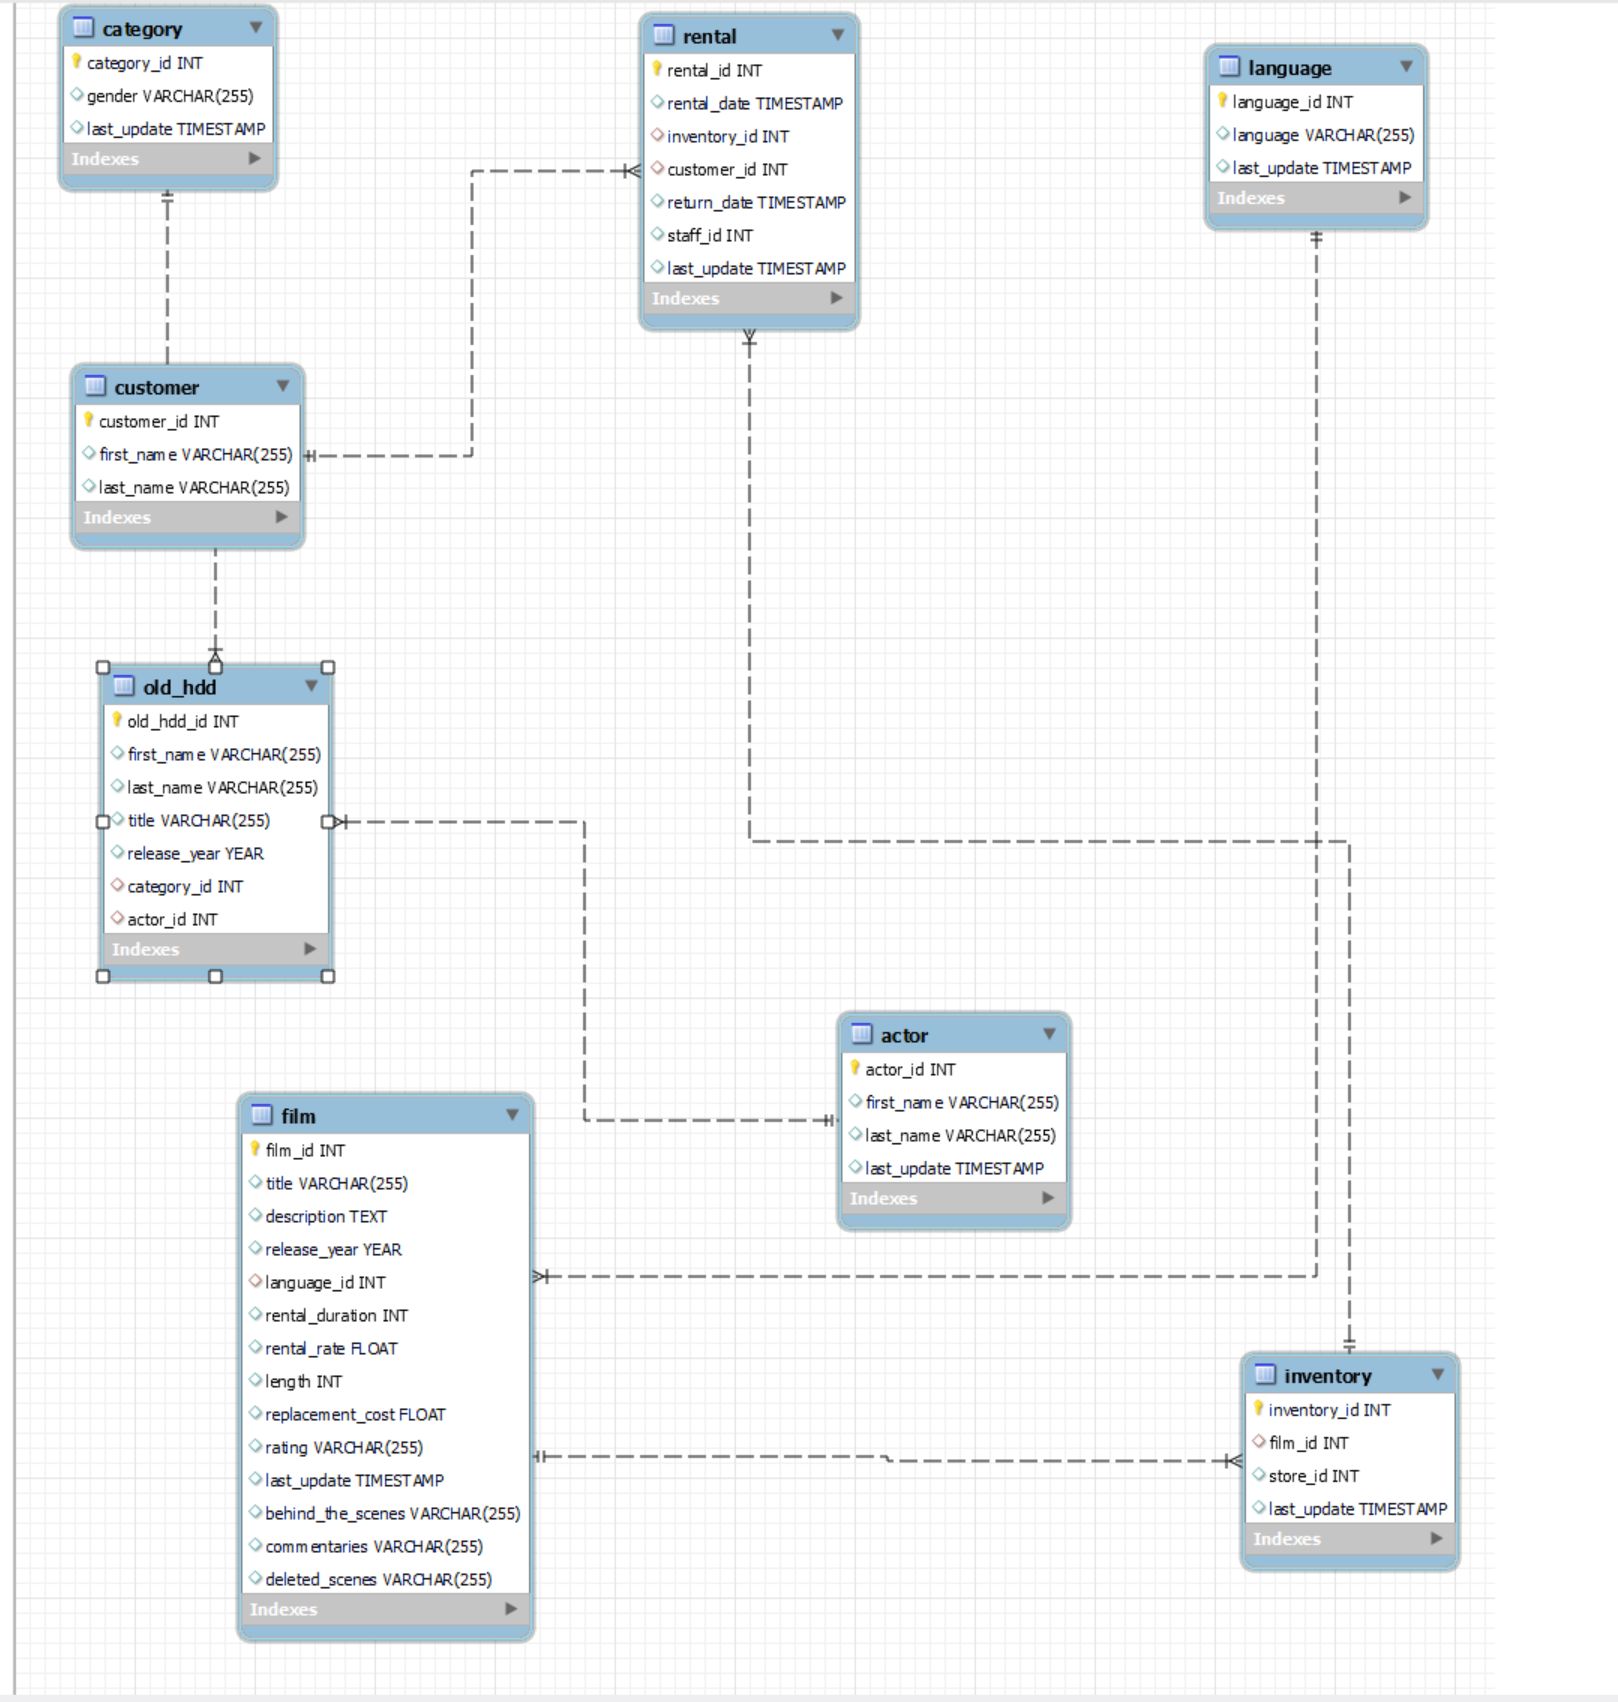 category
category_id INT
gender VARCHAR(255)
last_update TIMESTAMP
Indexes
rental
rental_id INT
rental_date TIMESTAMP
inventory_id INT
customer_id INT
return_date TIMESTAMP
staff_id INT
last_update TIMESTAMP
Indexes
language
language_id INT
language VARCHAR(255)
last_update TIMESTAMP
Indexes
customer
customer_id INT
first_name VARCHAR(255)
last_name VARCHAR(255)
Indexes
old_hdd
old_hdd_id INT
first_name VARCHAR(255)
last_name VARCHAR(255)
title VARCHAR(255)
release_year YEAR
category_id INT
actor_id INT
Indexes
actor
actor_id INT
first_name VARCHAR(255)
last_name VARCHAR(255)
last_update TIMESTAMP
Indexes
film
film_id INT
title VARCHAR(255)
description TEXT
release_year YEAR
language_id INT
rental_duration INT
rental_rate FLOAT
length INT
replacement_cost FLOAT
rating VARCHAR(255)
last_update TIMESTAMP
behind_the_scenes VARCHAR(255)
commentaries VARCHAR(255)
deleted_scenes VARCHAR(255)
Indexes
inventory
inventory_id INT
film_id INT
store_id INT
last_update TIMESTAMP
Indexes